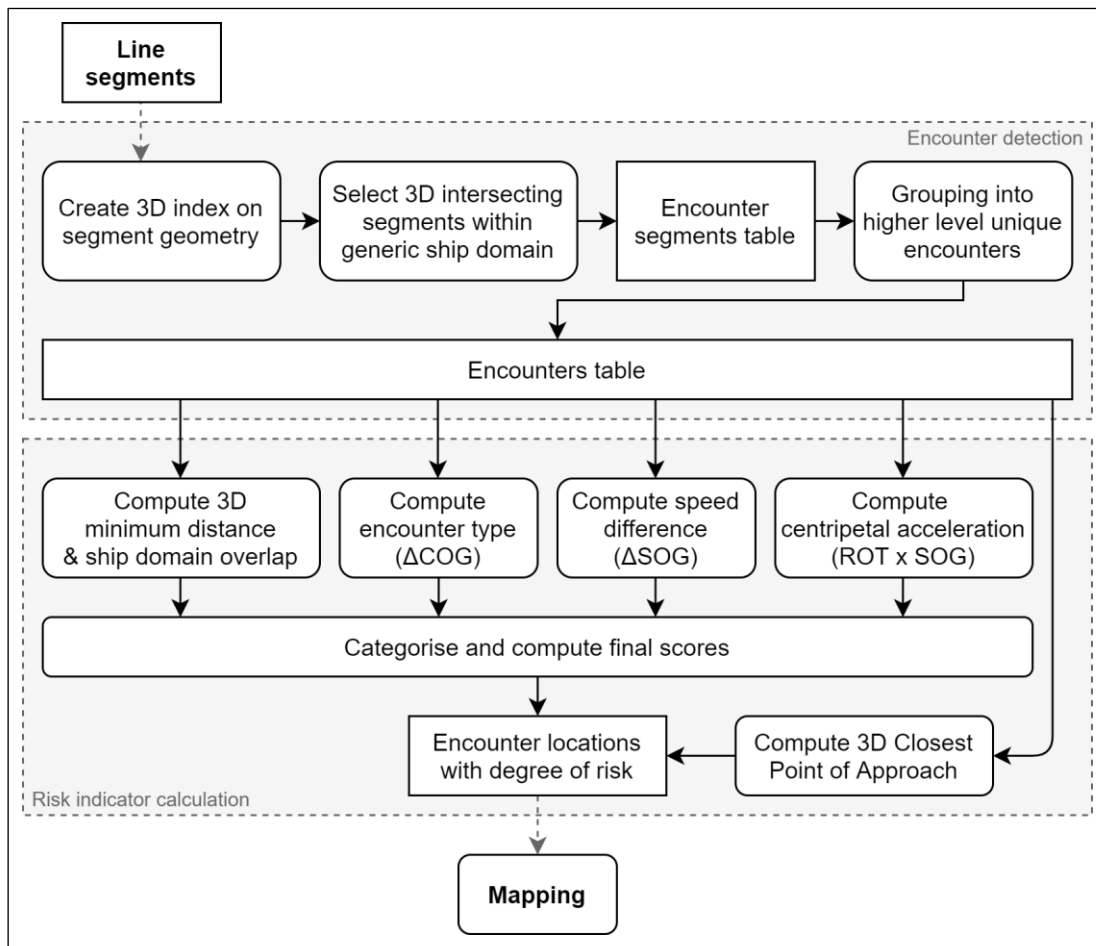 Line
segments
Encounter detection
Create 3D index on
segment geometry
Select 3D intersecting
segments within
generic ship domain
Encounter
segments table
Grouping into
higher level unique
encounters
Encounters table
Compute 3D
minimum distance
& ship domain overlap
Compute
encounter type
(ΔCOG)
Compute speed
difference
(ΔSOG)
Compute
centripetal acceleration
(ROT x SOG)
Categorise and compute final scores
Encounter locations
with degree of risk
Compute 3D Closest
Point of Approach
Risk indicator calculation
Mapping